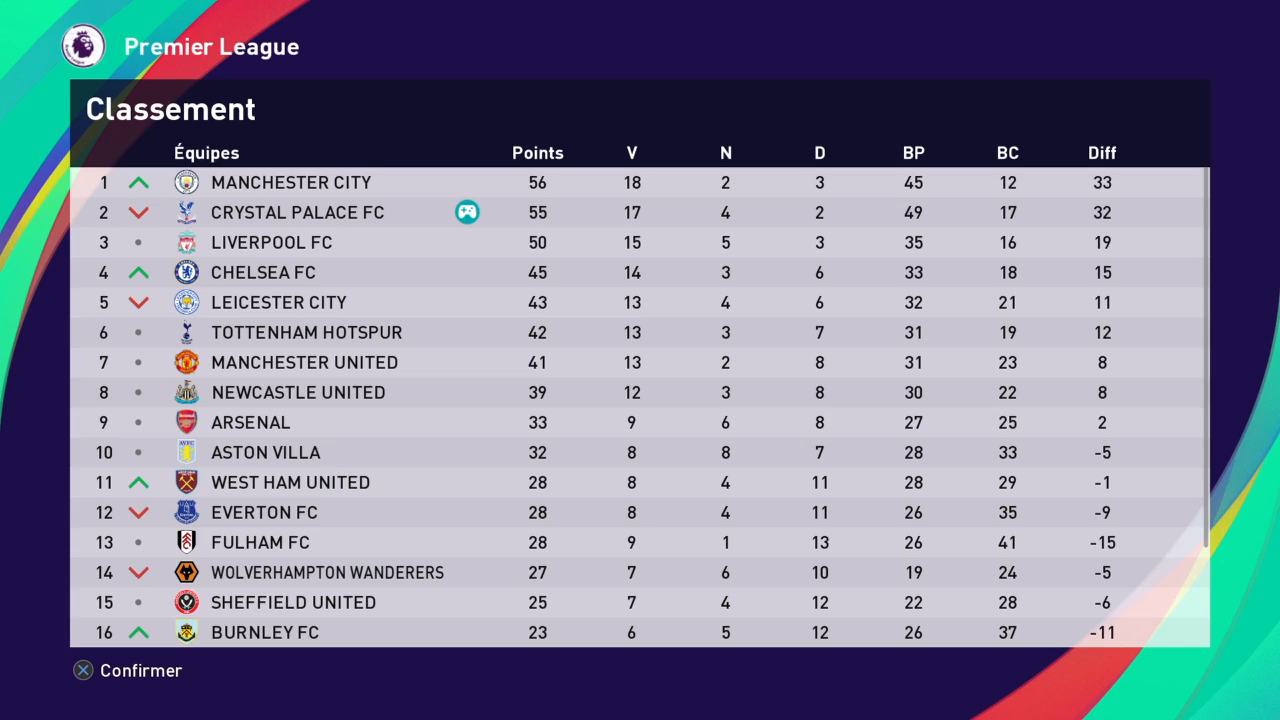 Premier League
Classement
Équipes Points V N D BP BC Diff
1 MANCHESTER CITY 56 18 2 3 45 12 33
2 CRYSTAL PALACE FC 55 17 4 2 49 17 32
3 LIVERPOOL FC 50 15 5 3 35 16 19
4 CHELSEA FC 45 14 3 6 33 18 15
5 LEICESTER CITY 43 13 4 6 32 21 11
6 TOTTENHAM HOTSPUR 42 13 3 7 31 19 12
7 MANCHESTER UNITED 41 13 2 8 31 23 8
8 NEWCASTLE UNITED 39 12 3 8 30 22 8
9 ARSENAL 33 9 6 8 27 25 2
10 ASTON VILLA 32 8 8 7 28 33 -5
11 WEST HAM UNITED 28 8 4 11 28 29 -1
12 EVERTON FC 28 8 4 11 26 35 -9
13 FULHAM FC 28 9 1 13 26 41 -15
14 WOLVERHAMPTON WANDERERS 27 7 6 10 19 24 -5
15 SHEFFIELD UNITED 25 7 4 12 22 28 -6
16 BURNLEY FC 23 6 5 12 26 37 -11
Confirmer